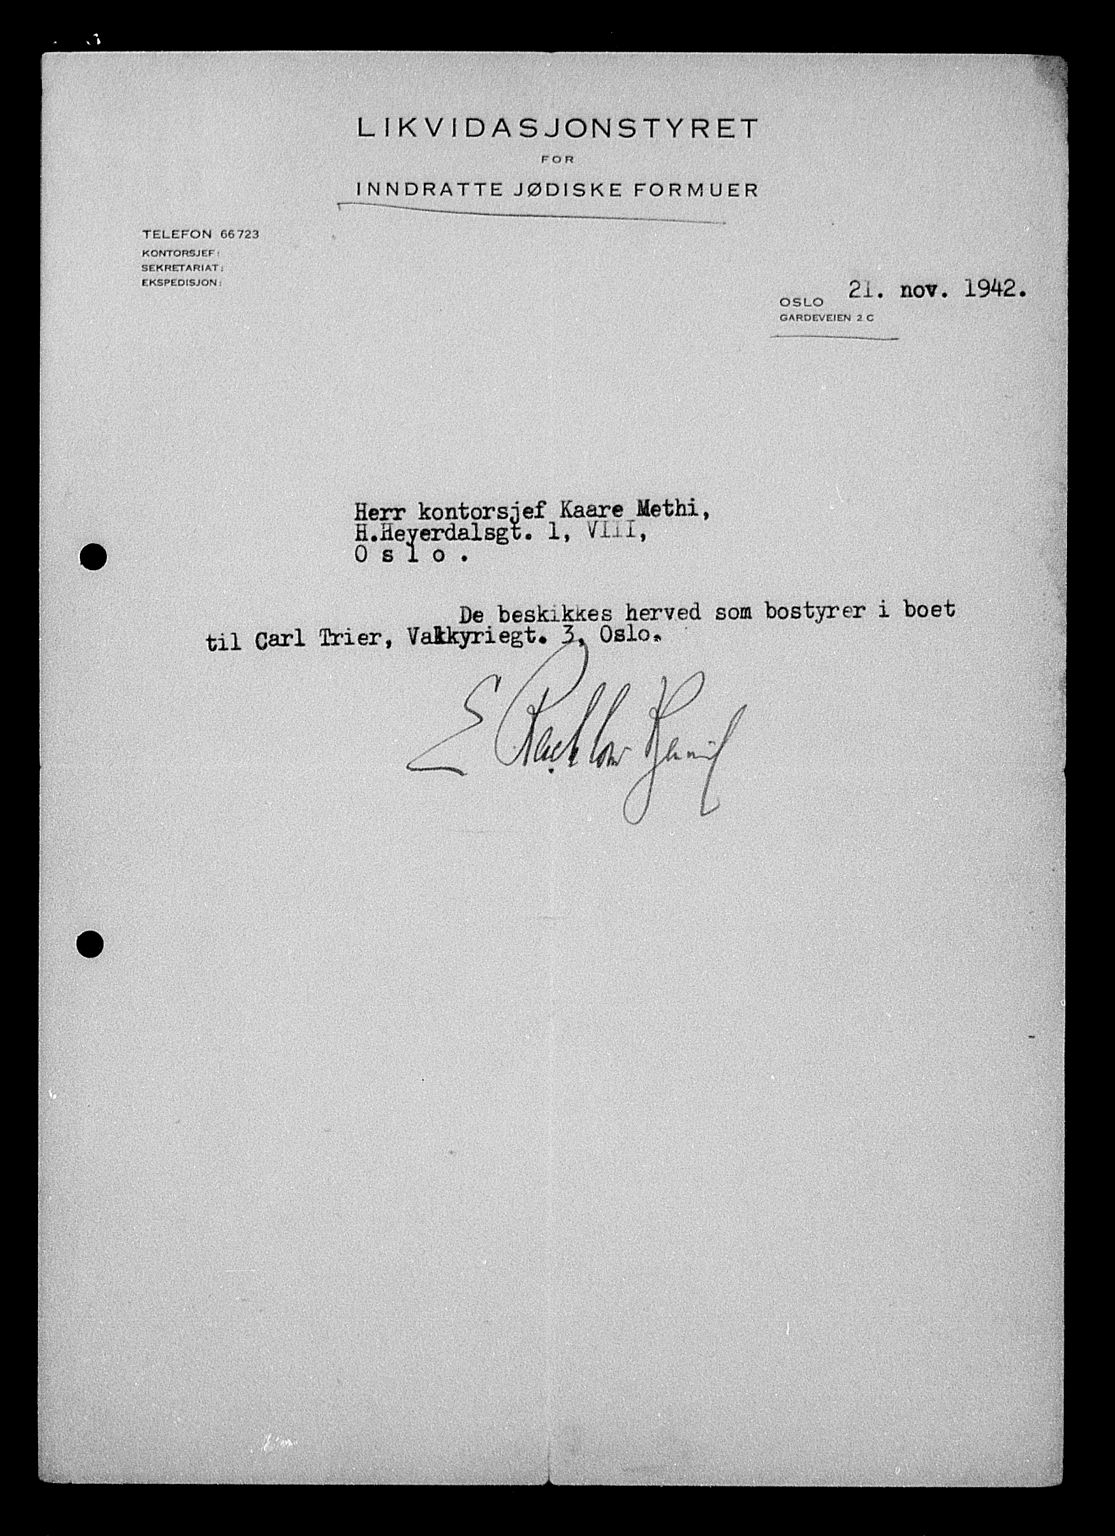 LIKVIDASJONSTYRET
FOR
INNDRATTE JØDISKE FORMUER
TELEFON 66723
KONTORSJEF:
SEKRETARIAT:
EKSPEDISJON:
OSLO 21. nov. 1942.
GARDEVEIEN 2 C
Herr kontorsjef Kaare Methi,
H.Heyerdalsgt. 1, VIII,
O s l o .
De beskikkes herved som bostyrer i boet
til Carl Trier, Valkyriegt. 3, Oslo.
E